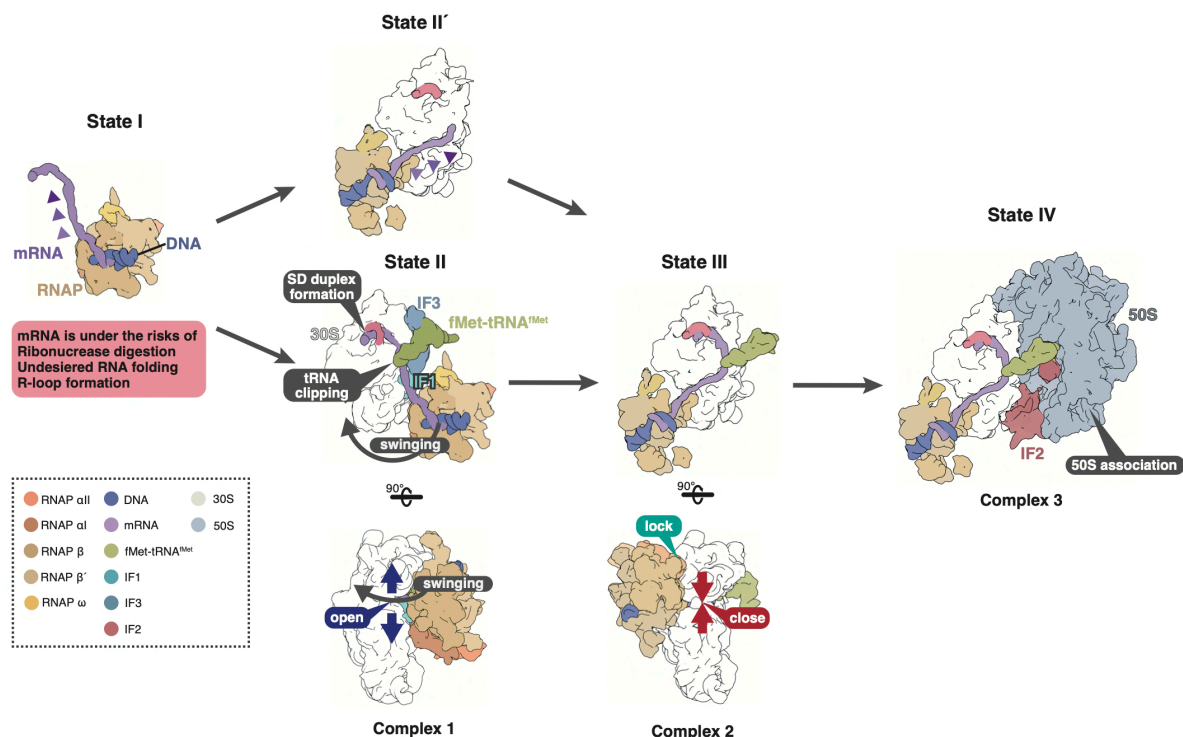 State II´
State I
mRNA
DNA
RNAP
mRNA is under the risks of
Ribonucrease digestion
Undesiered RNA folding
R-loop formation
State II
SD duplex
formation
IF3
30S
fMet-tRNAfMet
tRNA
clipping
IF1
swinging
State III
State IV
50S
IF2
50S association
Complex 3
90°
90°
RNAP αII
DNA
30S
RNAP αI
mRNA
50S
RNAP β
fMet-tRNAfMet
RNAP β´
IF1
RNAP ω
IF3
IF2
swinging
open
Complex 1
lock
close
Complex 2